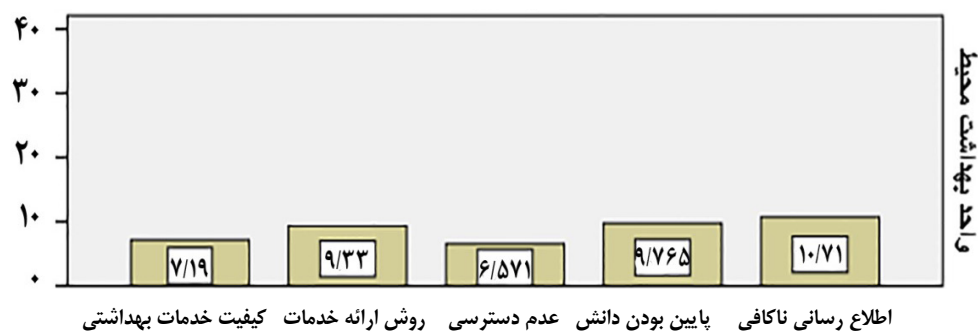 ۴۰
۳۰
۲۰
۱۰
۰
واحد بهداشت محیط
۱۰/۷۱
۹/۷۶۵
۶/۵۷۱
۹/۳۳
۷/۱۹
اطلاع رسانی ناکافی
پایین بودن دانش
عدم دسترسی
روش ارائه خدمات
کیفیت خدمات بهداشتی